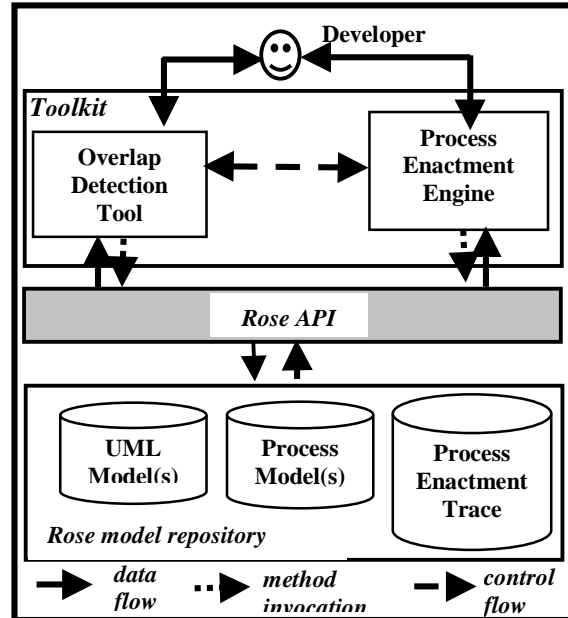 Developer
Toolkit
Overlap
Detection
Tool
Process
Enactment
Engine
Rose API
UML
Model(s)
Process
Model(s)
Process
Enactment
Trace
Rose model repository
data
flow
method
invocation
control
flow